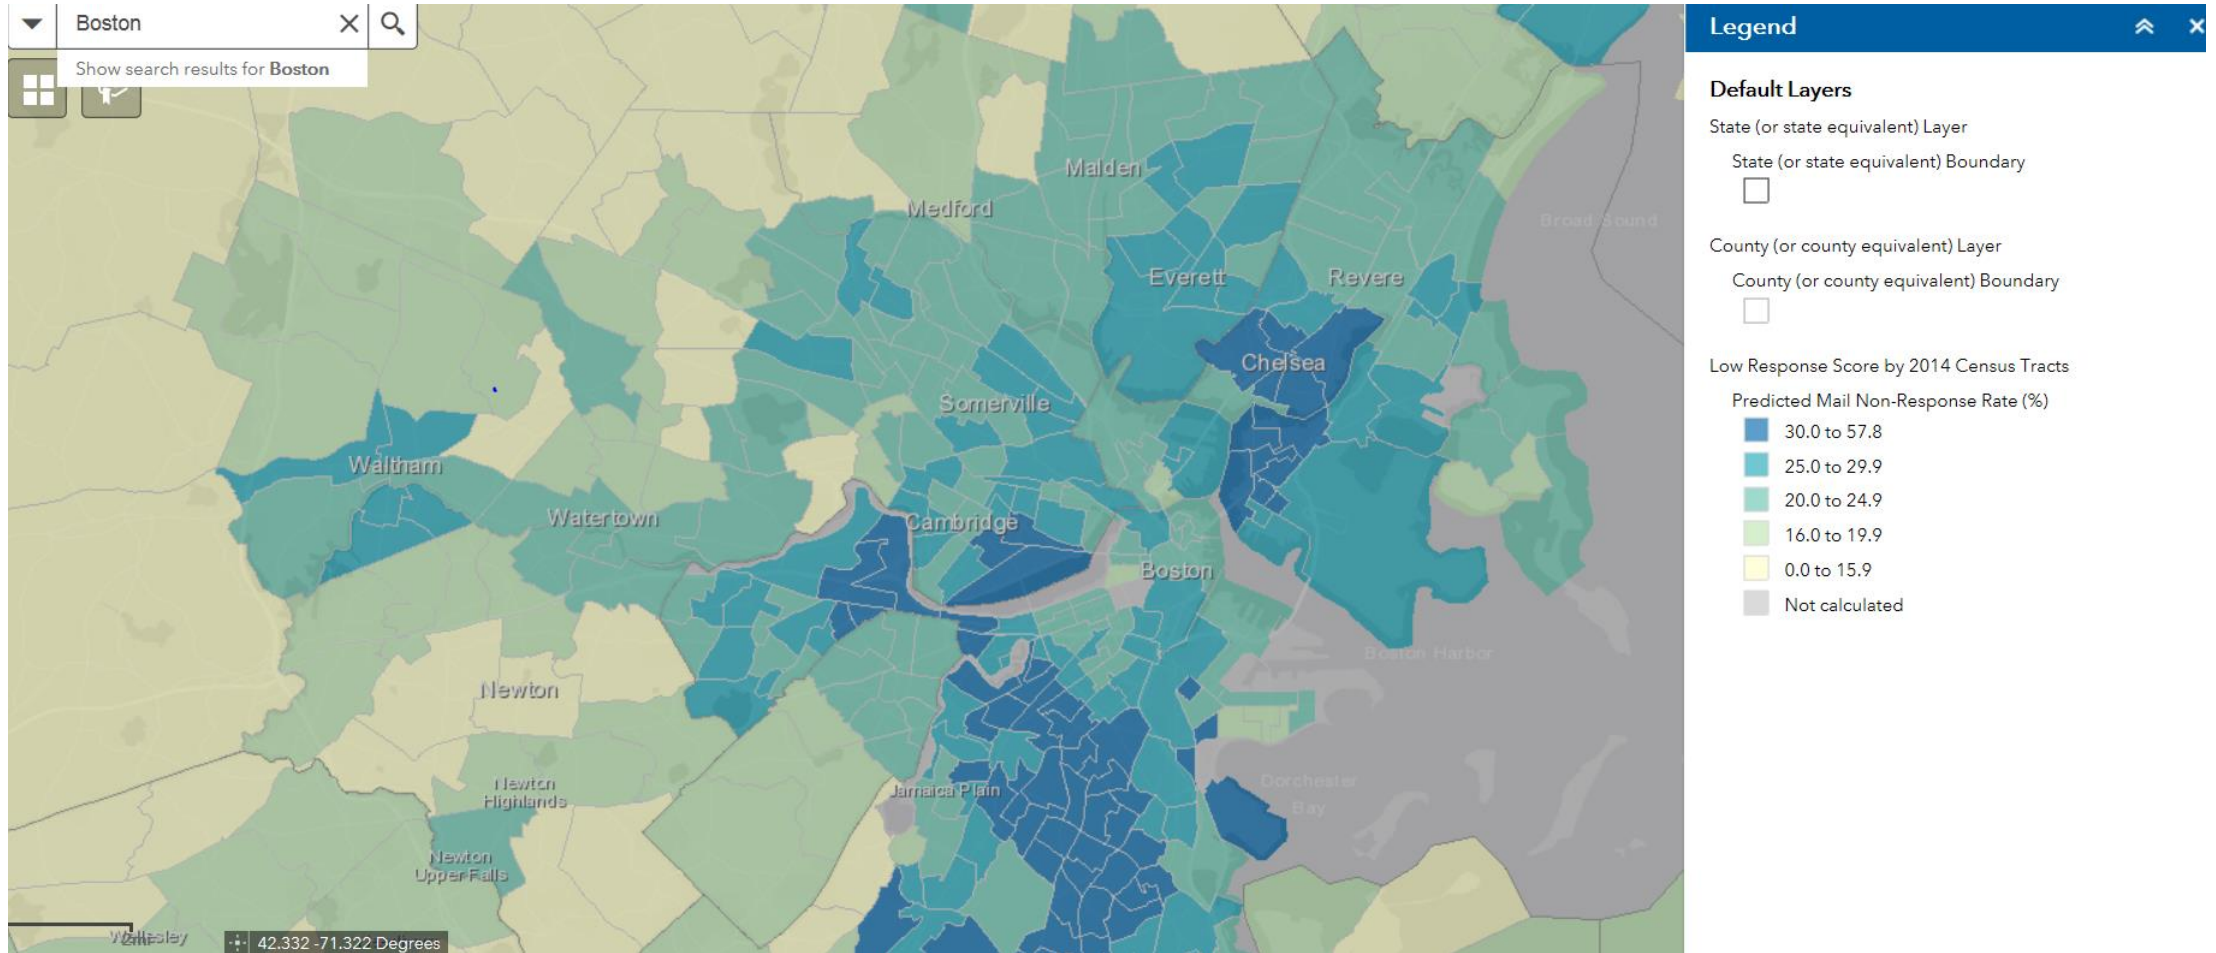 Boston
Show search results for Boston
Malden
Medford
Broad Sound
Everett
Revere
Chelsea
Somerville
Waltham
Watertown
Cambridge
Boston
Boston Harbor
Newton
Newton
Highlands
Jamaica Plain
Dorchester
Bay
Newton
Upper Falls
Wellesley
42.332 -71.322 Degrees
Legend
Default Layers
State (or state equivalent) Layer
State (or state equivalent) Boundary
County (or county equivalent) Layer
County (or county equivalent) Boundary
Low Response Score by 2014 Census Tracts
Predicted Mail Non-Response Rate (%)
30.0 to 57.8
25.0 to 29.9
20.0 to 24.9
16.0 to 19.9
0.0 to 15.9
Not calculated